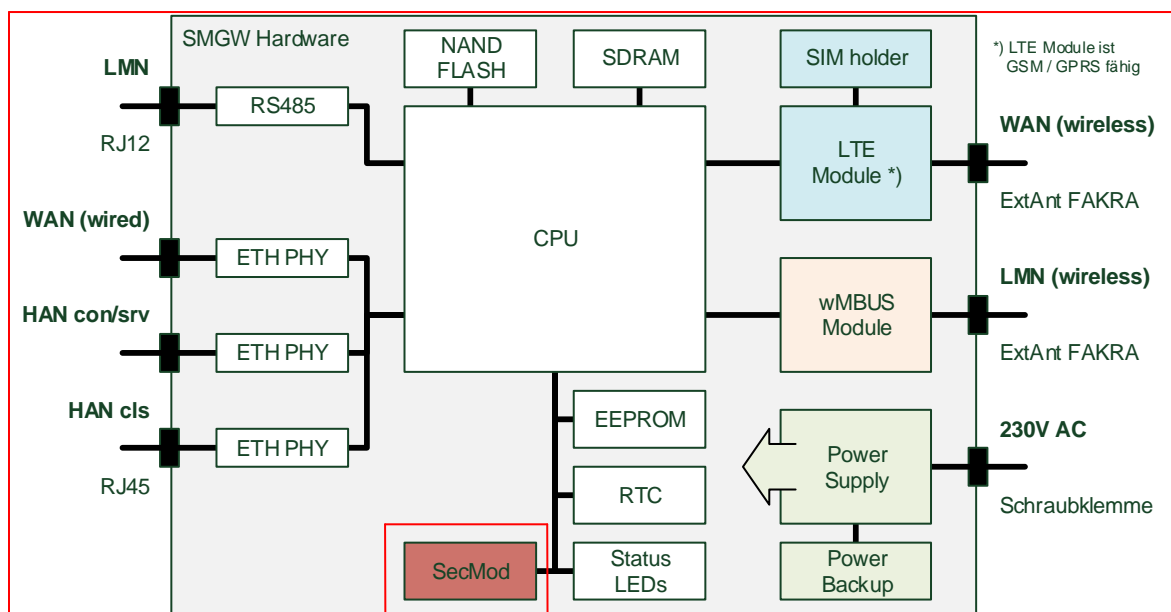 SMGW Hardware
LMN
RJ12
RS485
WAN (wired)
ETH PHY
HAN con/srv
ETH PHY
HAN cls
ETH PHY
RJ45
NAND
FLASH
SDRAM
CPU
EEPROM
RTC
SecMod
Status
LEDs
SIM holder
LTE
Module *)
*) LTE Module ist
GSM / GPRS fähig
WAN (wireless)
ExtAnt FAKRA
wMBUS
Module
LMN (wireless)
ExtAnt FAKRA
Power
Supply
230V AC
Schraubklemme
Power
Backup